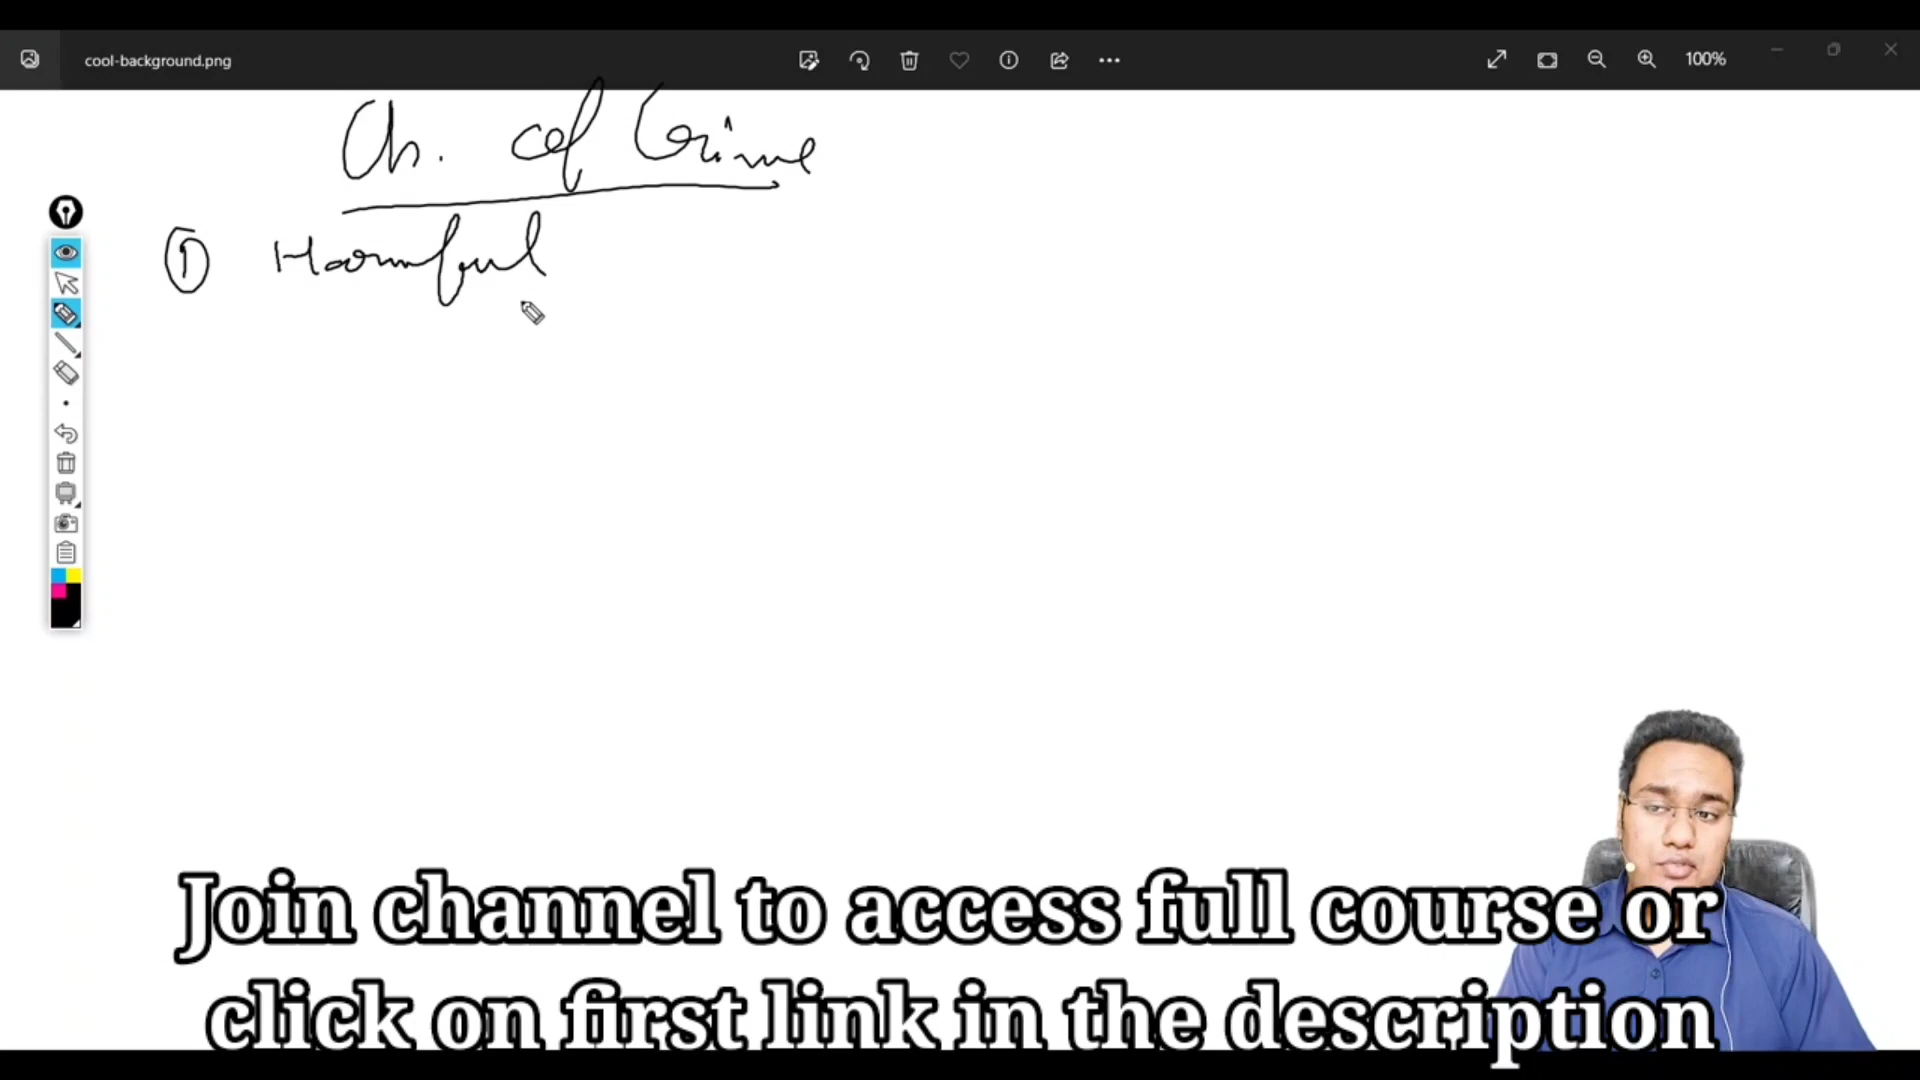 cool-background.png
100%
Ch. of Crime
① Harmful
Join channel to access full course or
click on first link in the description